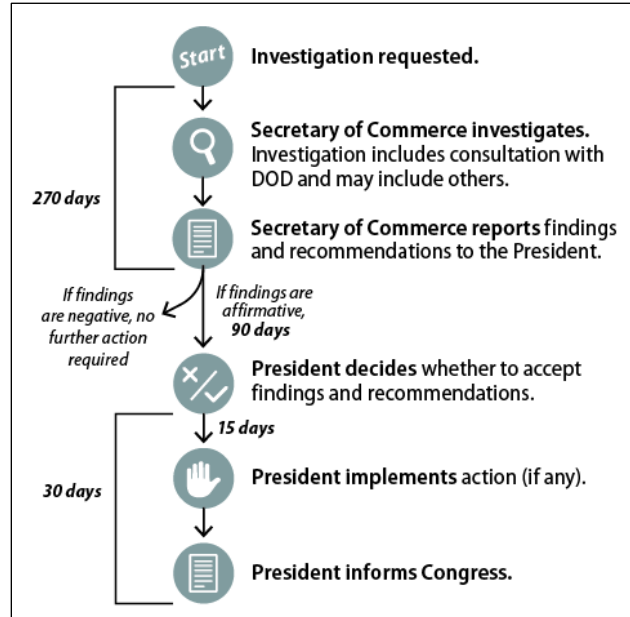 Start
Investigation requested.
Secretary of Commerce investigates.
Investigation includes consultation with
DOD and may include others.
270 days
Secretary of Commerce reports findings
and recommendations to the President.
If findings
are negative, no
further action
required
If findings are
affirmative,
90 days
President decides whether to accept
findings and recommendations.
15 days
30 days
President implements action (if any).
President informs Congress.